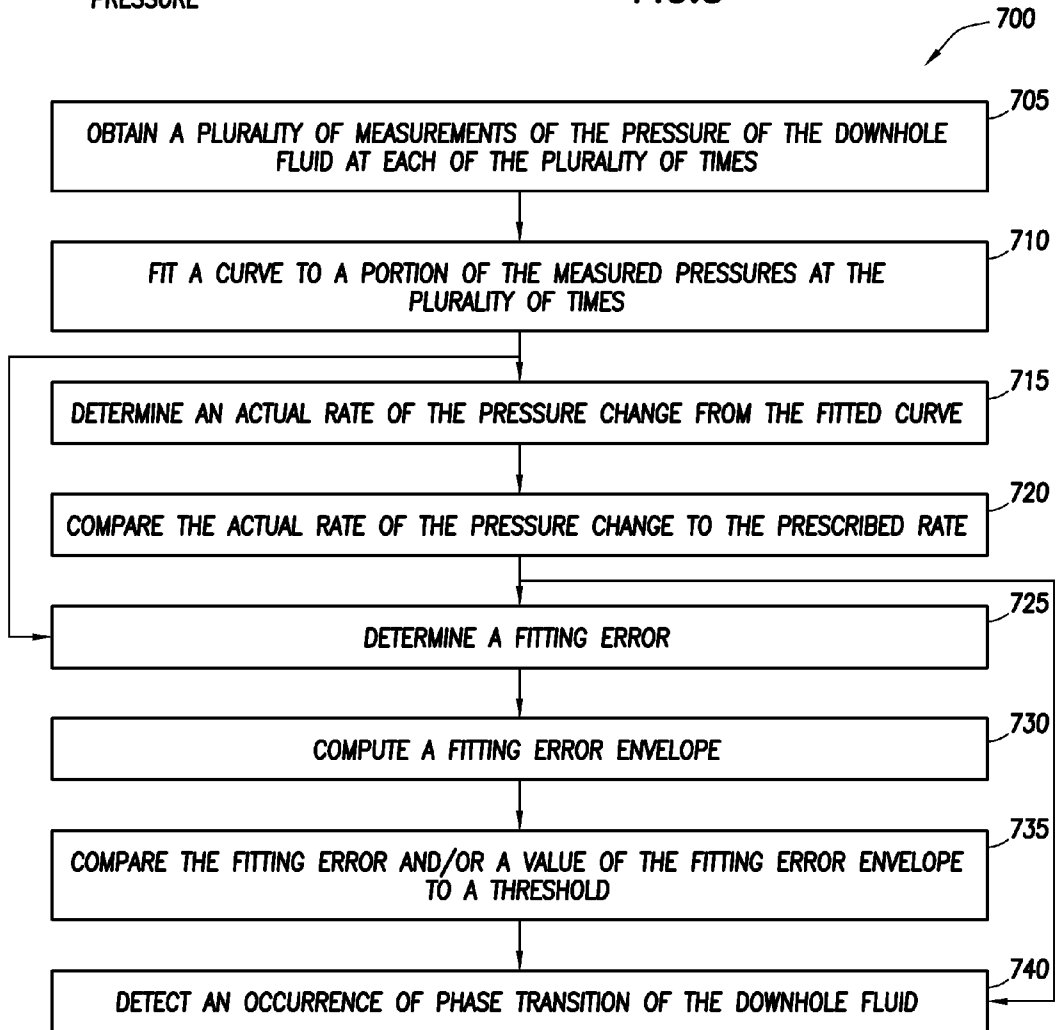 PRESSURE
700
705
OBTAIN A PLURALITY OF MEASUREMENTS OF THE PRESSURE OF THE DOWNHOLE
FLUID AT EACH OF THE PLURALITY OF TIMES
710
FIT A CURVE TO A PORTION OF THE MEASURED PRESSURES AT THE
PLURALITY OF TIMES
715
DETERMINE AN ACTUAL RATE OF THE PRESSURE CHANGE FROM THE FITTED CURVE
720
COMPARE THE ACTUAL RATE OF THE PRESSURE CHANGE TO THE PRESCRIBED RATE
725
DETERMINE A FITTING ERROR
730
COMPUTE A FITTING ERROR ENVELOPE
735
COMPARE THE FITTING ERROR AND/OR A VALUE OF THE FITTING ERROR ENVELOPE
TO A THRESHOLD
740
DETECT AN OCCURRENCE OF PHASE TRANSITION OF THE DOWNHOLE FLUID